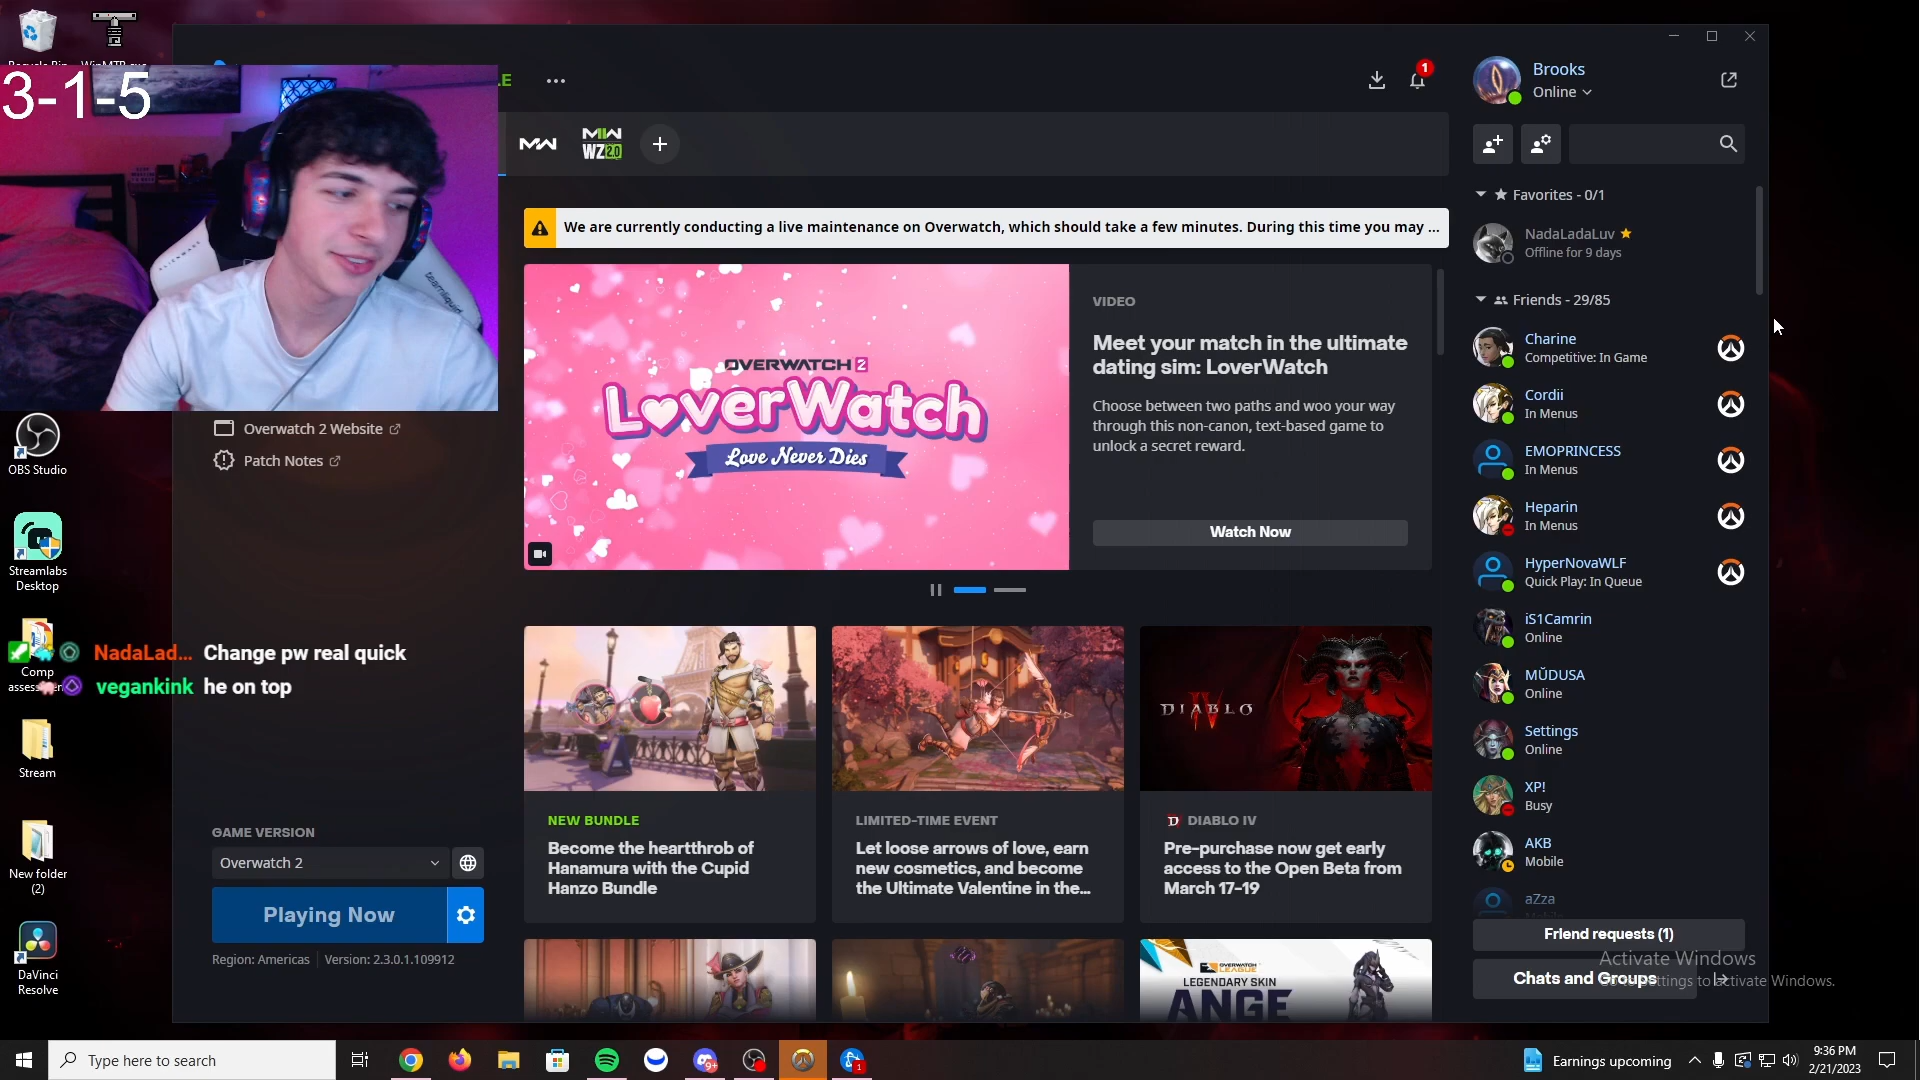 3-1-5
LE
...
1
Brooks
Online
MW
MW
WZ2.0
+
Favorites - 0/1
NadaLadaLuv
Offline for 9 days
We are currently conducting a live maintenance on Overwatch, which should take a few minutes. During this time you may ...
OVERWATCH 2
LoverWatch
Love Never Dies
VIDEO
Meet your match in the ultimate
dating sim: LoverWatch
Choose between two paths and woo your way
through this non-canon, text-based game to
unlock a secret reward.
Watch Now
Friends - 29/85
Charine
Competitive: In Game
Cordii
In Menus
EMOPRINCESS
In Menus
Heparin
In Menus
HyperNovaWLF
Quick Play: In Queue
iS1Camrin
Online
MŬDUSA
Online
Settings
Online
XP!
Busy
AKB
Mobile
aZza
Friend requests (1)
Chats and Groups
Activate Windows
Overwatch 2 Website
Patch Notes
OBS Studio
Streamlabs
Desktop
Comp
NadaLad... Change pw real quick
vegankink he on top
Stream
New folder
(2)
DaVinci
Resolve
DIABLO IV
NEW BUNDLE
Become the heartthrob of
Hanamura with the Cupid
Hanzo Bundle
LIMITED-TIME EVENT
Let loose arrows of love, earn
new cosmetics, and become
the Ultimate Valentine in the...
DIABLO IV
Pre-purchase now get early
access to the Open Beta from
March 17-19
OVERWATCH LEAGUE
LEGENDARY SKIN
ANGE
GAME VERSION
Overwatch 2
Playing Now
Region: Americas
Version: 2.3.0.1.109912
Type here to search
9+
1
Earnings upcoming
9:36 PM
2/21/2023